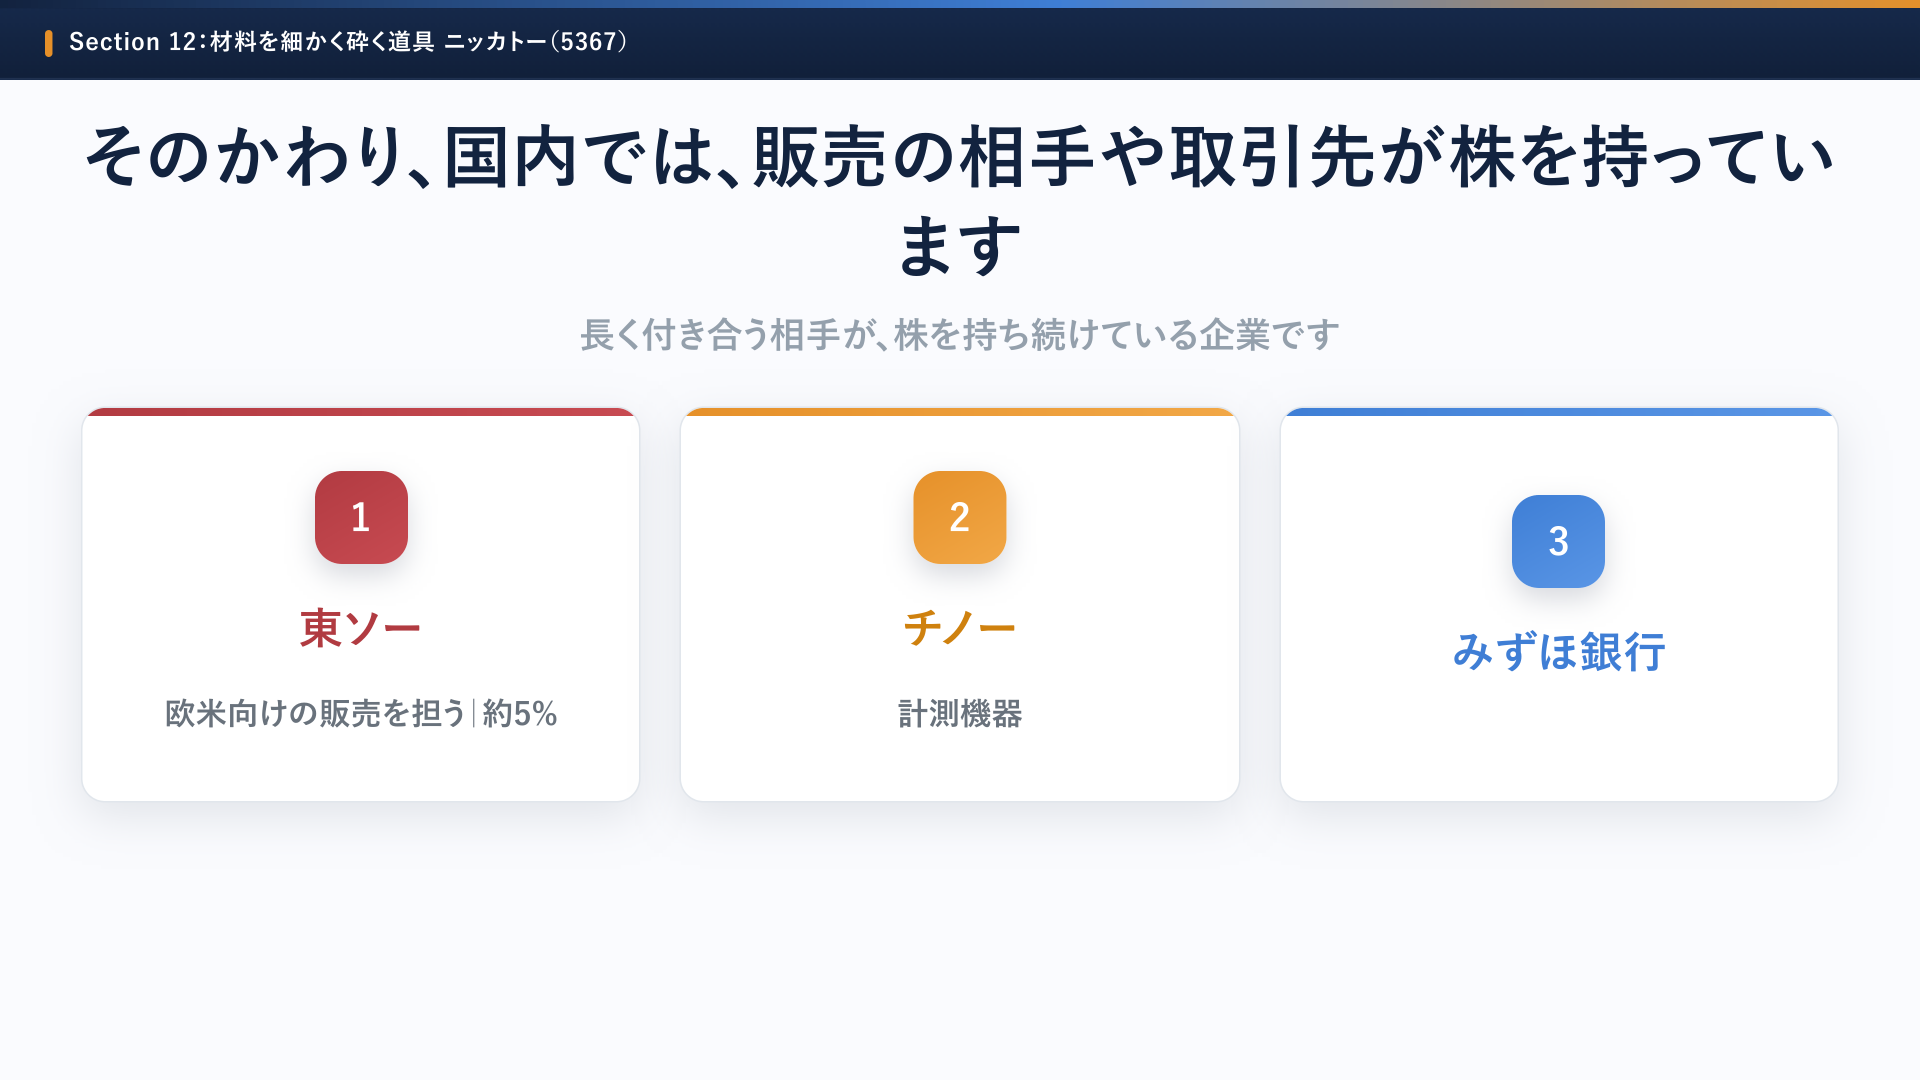 Section 12:材料を細かく砕く道具 ニッカトー(5367)
そのかわり、国内では、販売の相手や取引先が株を持ってい
ます
長く付き合う相手が、株を持ち続けている企業です
1
東ソー
欧米向けの販売を担う|約5%
2
チノー
計測機器
3
みずほ銀行